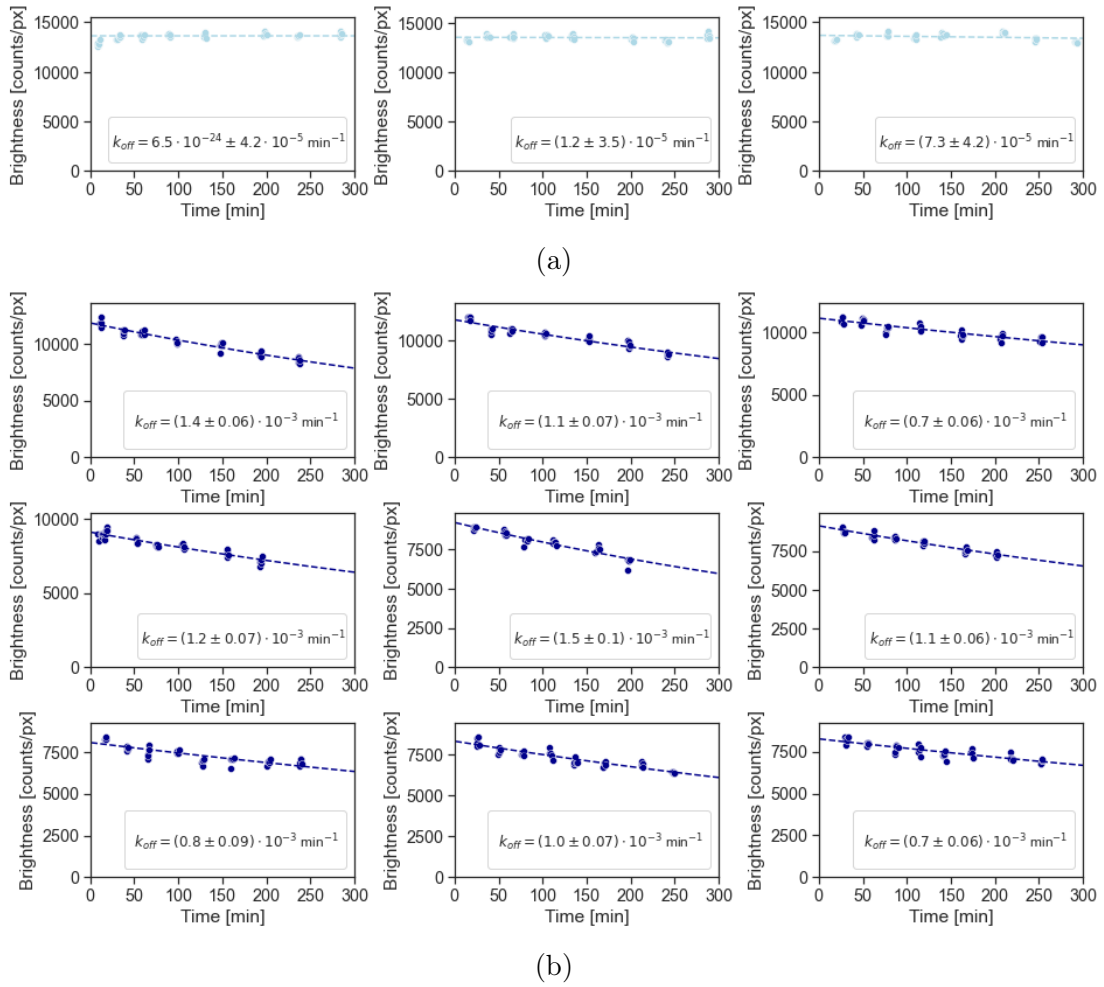 15000
10000
5000
0
Brightness [counts/px]
k_off = 6.5 · 10⁻²⁴ ± 4.2 · 10⁻⁵ min⁻¹
0 50 100 150 200 250 300
Time [min]
15000
10000
5000
0
Brightness [counts/px]
k_off = (1.2 ± 3.5) · 10⁻⁵ min⁻¹
0 50 100 150 200 250 300
Time [min]
15000
10000
5000
0
Brightness [counts/px]
k_off = (7.3 ± 4.2) · 10⁻⁵ min⁻¹
0 50 100 150 200 250 300
Time [min]
(a)
10000
5000
0
Brightness [counts/px]
k_off = (1.4 ± 0.06) · 10⁻³ min⁻¹
0 50 100 150 200 250 300
Time [min]
10000
5000
0
Brightness [counts/px]
k_off = (1.1 ± 0.07) · 10⁻³ min⁻¹
0 50 100 150 200 250 300
Time [min]
10000
5000
0
Brightness [counts/px]
k_off = (0.7 ± 0.06) · 10⁻³ min⁻¹
0 50 100 150 200 250 300
Time [min]
10000
5000
0
Brightness [counts/px]
k_off = (1.2 ± 0.07) · 10⁻³ min⁻¹
0 50 100 150 200 250 300
Time [min]
7500
5000
2500
0
Brightness [counts/px]
k_off = (1.5 ± 0.1) · 10⁻³ min⁻¹
0 50 100 150 200 250 300
Time [min]
7500
5000
2500
0
Brightness [counts/px]
k_off = (1.1 ± 0.06) · 10⁻³ min⁻¹
0 50 100 150 200 250 300
Time [min]
7500
5000
2500
0
Brightness [counts/px]
k_off = (0.8 ± 0.09) · 10⁻³ min⁻¹
0 50 100 150 200 250 300
Time [min]
7500
5000
2500
0
Brightness [counts/px]
k_off = (1.0 ± 0.07) · 10⁻³ min⁻¹
0 50 100 150 200 250 300
Time [min]
7500
5000
2500
0
Brightness [counts/px]
k_off = (0.7 ± 0.06) · 10⁻³ min⁻¹
0 50 100 150 200 250 300
Time [min]
(b)